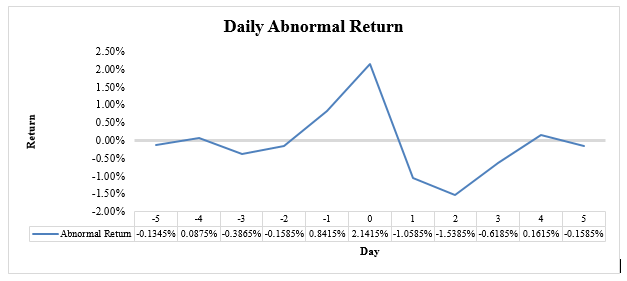 Daily Abnormal Return
2.50%
2.00%
1.50%
1.00%
0.50%
0.00%
-0.50%
-1.00%
-1.50%
-2.00%
Return
-5 -4 -3 -2 -1 0 1 2 3 4 5
Abnormal Return -0.1345% 0.0875% -0.3865% -0.1585% 0.8415% 2.1415% -1.0585% -1.5385% -0.6185% 0.1615% -0.1585%
Day